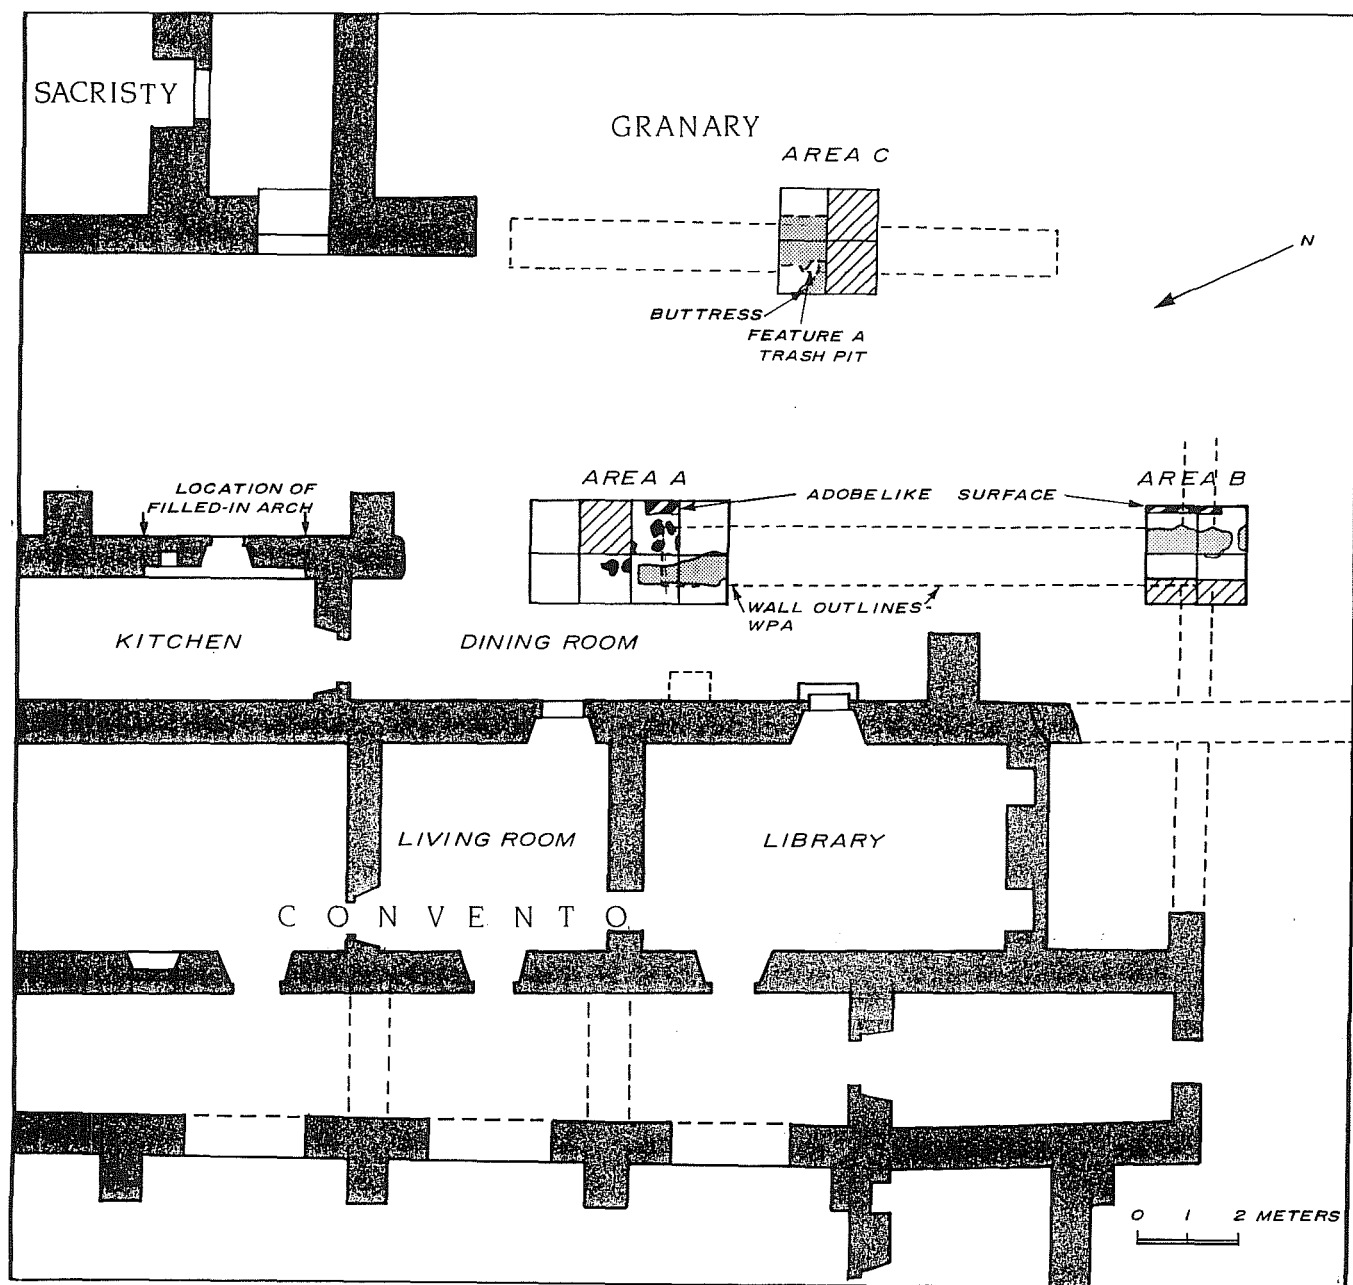 SACRISTY
GRANARY
AREA C
N
BUTTRESS
FEATURE A
TRASH PIT
LOCATION OF
FILLED-IN ARCH
AREA A
ADOBELIKE SURFACE
AREA B
KITCHEN
DINING ROOM
WALL OUTLINES-
WPA
LIVING ROOM
LIBRARY
CONVENTO
0 1 2 METERS